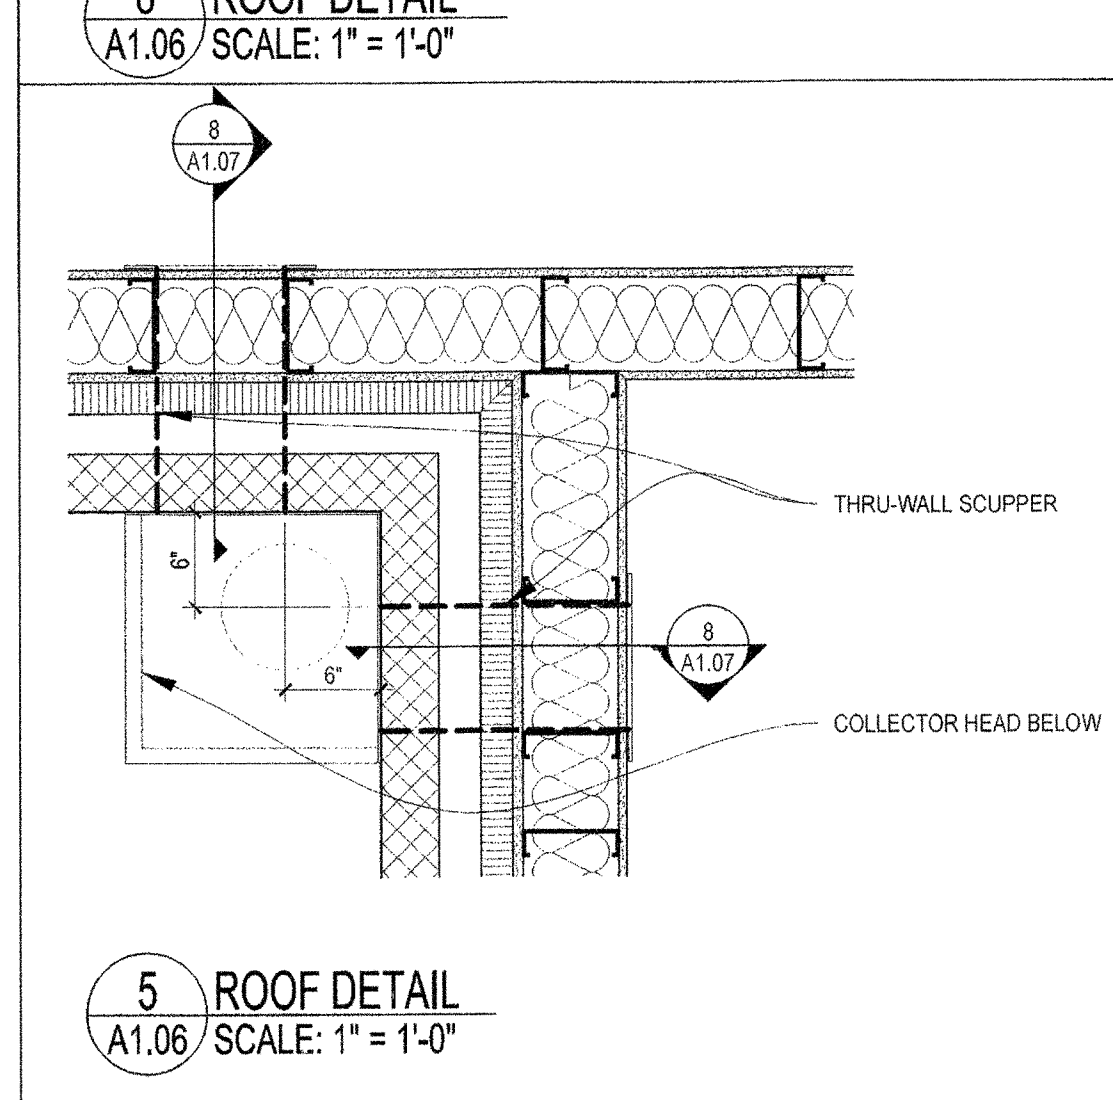 ROOF DETAIL
A1.06 SCALE: 1" = 1'-0"
8
A1.07
THRU-WALL SCUPPER
6"
8
A1.07
6"
COLLECTOR HEAD BELOW
5 ROOF DETAIL
A1.06 SCALE: 1" = 1'-0"